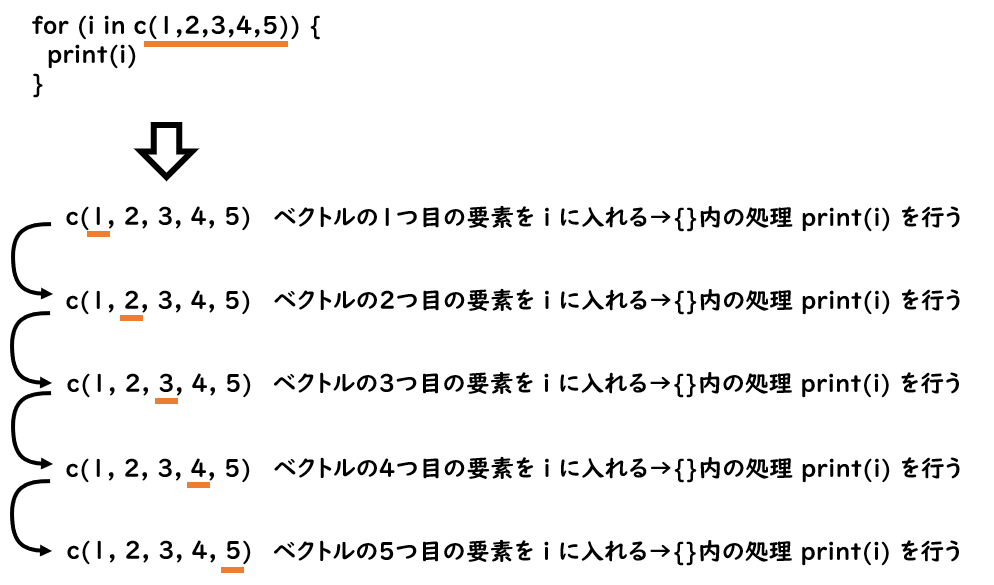 for (i in c(1,2,3,4,5)) {
print(i)
}
c(1, 2, 3, 4, 5) ベクトルの1つ目の要素を i に入れる→{}内の処理 print(i) を行う
c(1, 2, 3, 4, 5) ベクトルの2つ目の要素を i に入れる→{}内の処理 print(i) を行う
c(1, 2, 3, 4, 5) ベクトルの3つ目の要素を i に入れる→{}内の処理 print(i) を行う
c(1, 2, 3, 4, 5) ベクトルの4つ目の要素を i に入れる→{}内の処理 print(i) を行う
c(1, 2, 3, 4, 5) ベクトルの5つ目の要素を i に入れる→{}内の処理 print(i) を行う